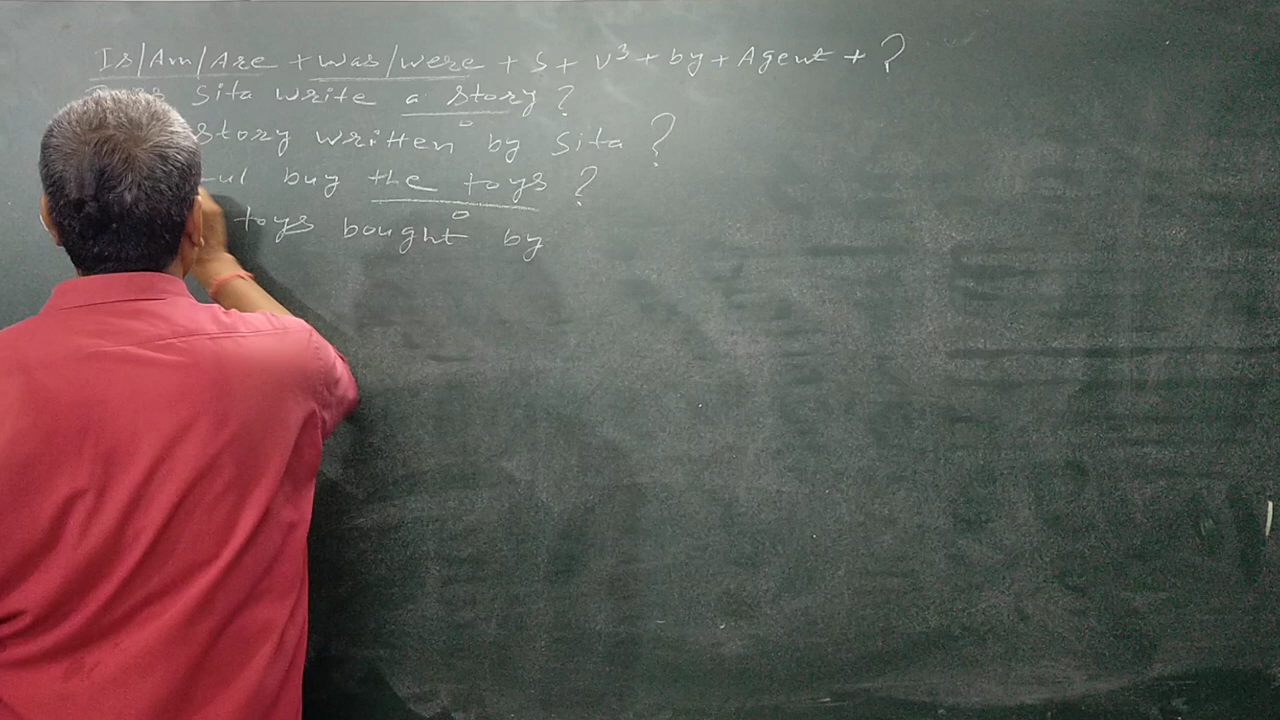 Is/Am/Are + was/were + S + V³ + by + Agent + ?
Sita write a story ?
O
story written by Sita ?
buy the toys ?
O
toys bought by